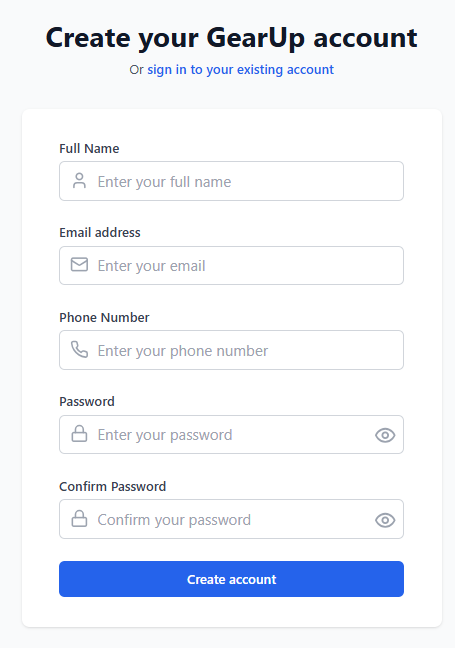 Create your GearUp account
Or sign in to your existing account
Full Name
Enter your full name
Email address
Enter your email
Phone Number
Enter your phone number
Password
Enter your password
Confirm Password
Confirm your password
Create account